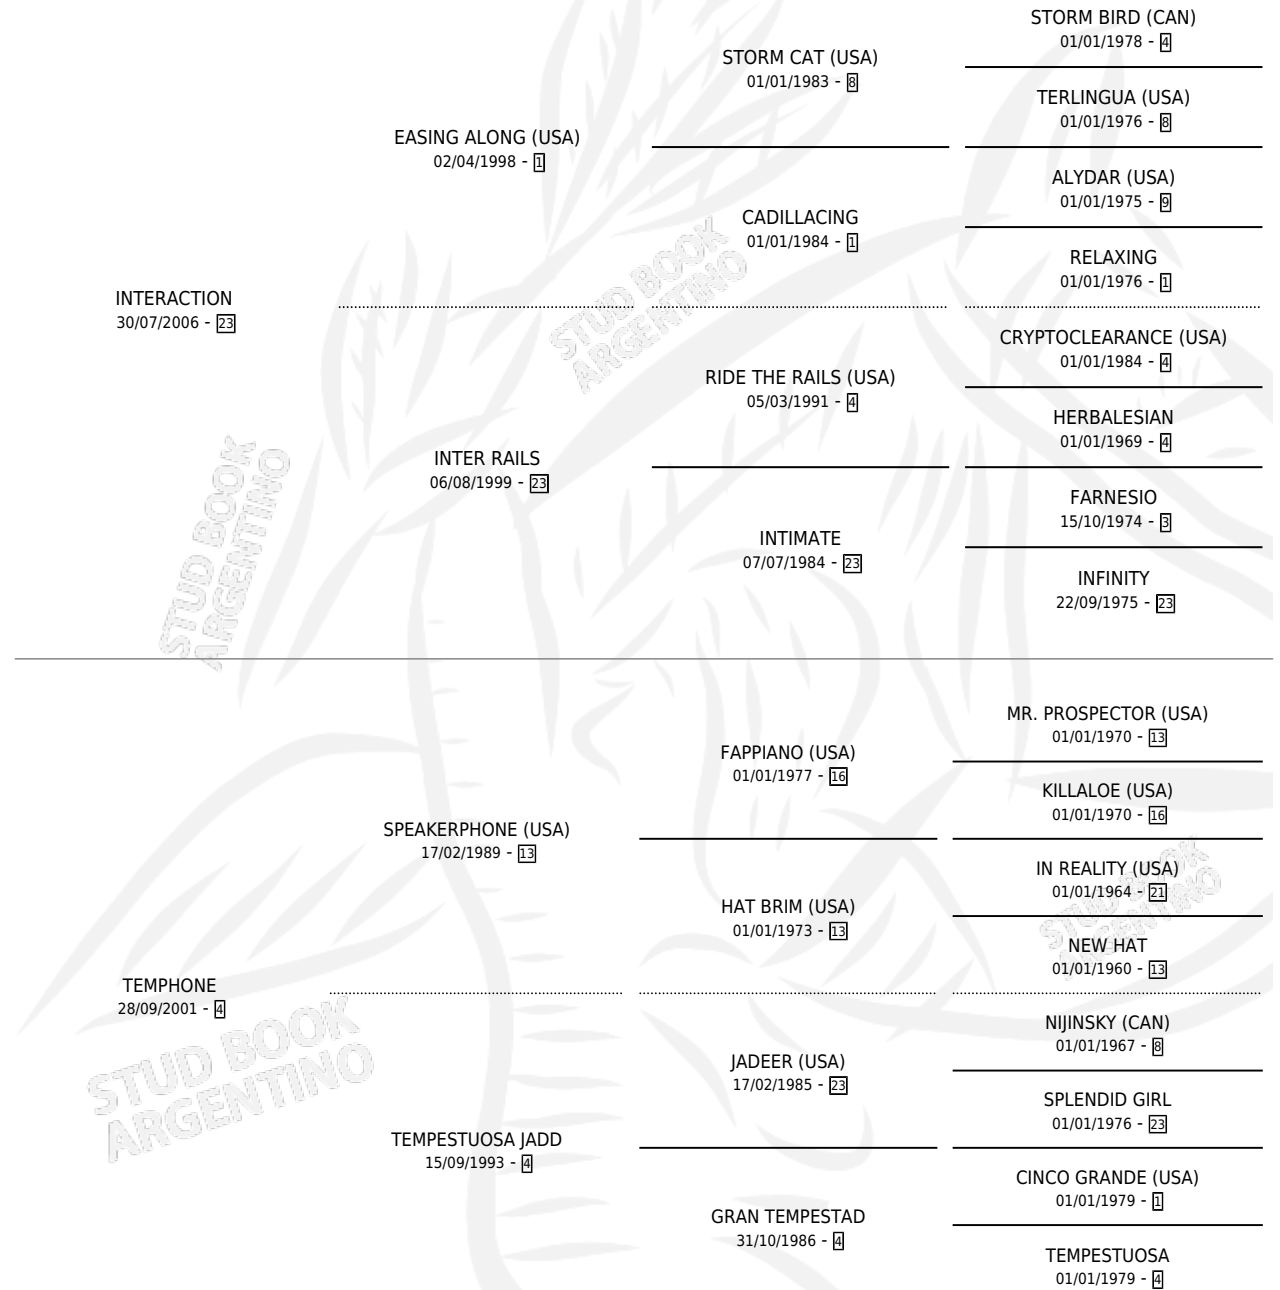 STORM BIRD (CAN)
01/01/1978 - 4
STORM CAT (USA)
01/01/1983 - 8
TERLINGUA (USA)
01/01/1976 - 8
EASING ALONG (USA)
02/04/1998 - 1
ALYDAR (USA)
01/01/1975 - 9
CADILLACING
01/01/1984 - 1
RELAXING
01/01/1976 - 1
INTERACTION
30/07/2006 - 23
CRYPTOCLEARANCE (USA)
01/01/1984 - 4
RIDE THE RAILS (USA)
05/03/1991 - 4
HERBALESIAN
01/01/1969 - 4
INTER RAILS
06/08/1999 - 23
FARNESIO
15/10/1974 - 3
INTIMATE
07/07/1984 - 23
INFINITY
22/09/1975 - 23
STUD BOOK
ARGENTINO
STUD BOOK
ARGENTINO
MR. PROSPECTOR (USA)
01/01/1970 - 13
FAPPIANO (USA)
01/01/1977 - 16
KILLALOE (USA)
01/01/1970 - 16
SPEAKERPHONE (USA)
17/02/1989 - 13
IN REALITY (USA)
01/01/1964 - 21
HAT BRIM (USA)
01/01/1973 - 13
NEW HAT
01/01/1960 - 13
TEMPHONE
28/09/2001 - 4
NIJINSKY (CAN)
01/01/1967 - 8
JADEER (USA)
17/02/1985 - 23
SPLENDID GIRL
01/01/1976 - 23
TEMPESTUOSA JADD
15/09/1993 - 4
CINCO GRANDE (USA)
01/01/1979 - 1
GRAN TEMPESTAD
31/10/1986 - 4
TEMPESTUOSA
01/01/1979 - 4
STUD BOOK
ARGENTINO
STUD BOOK
ARGENTINO